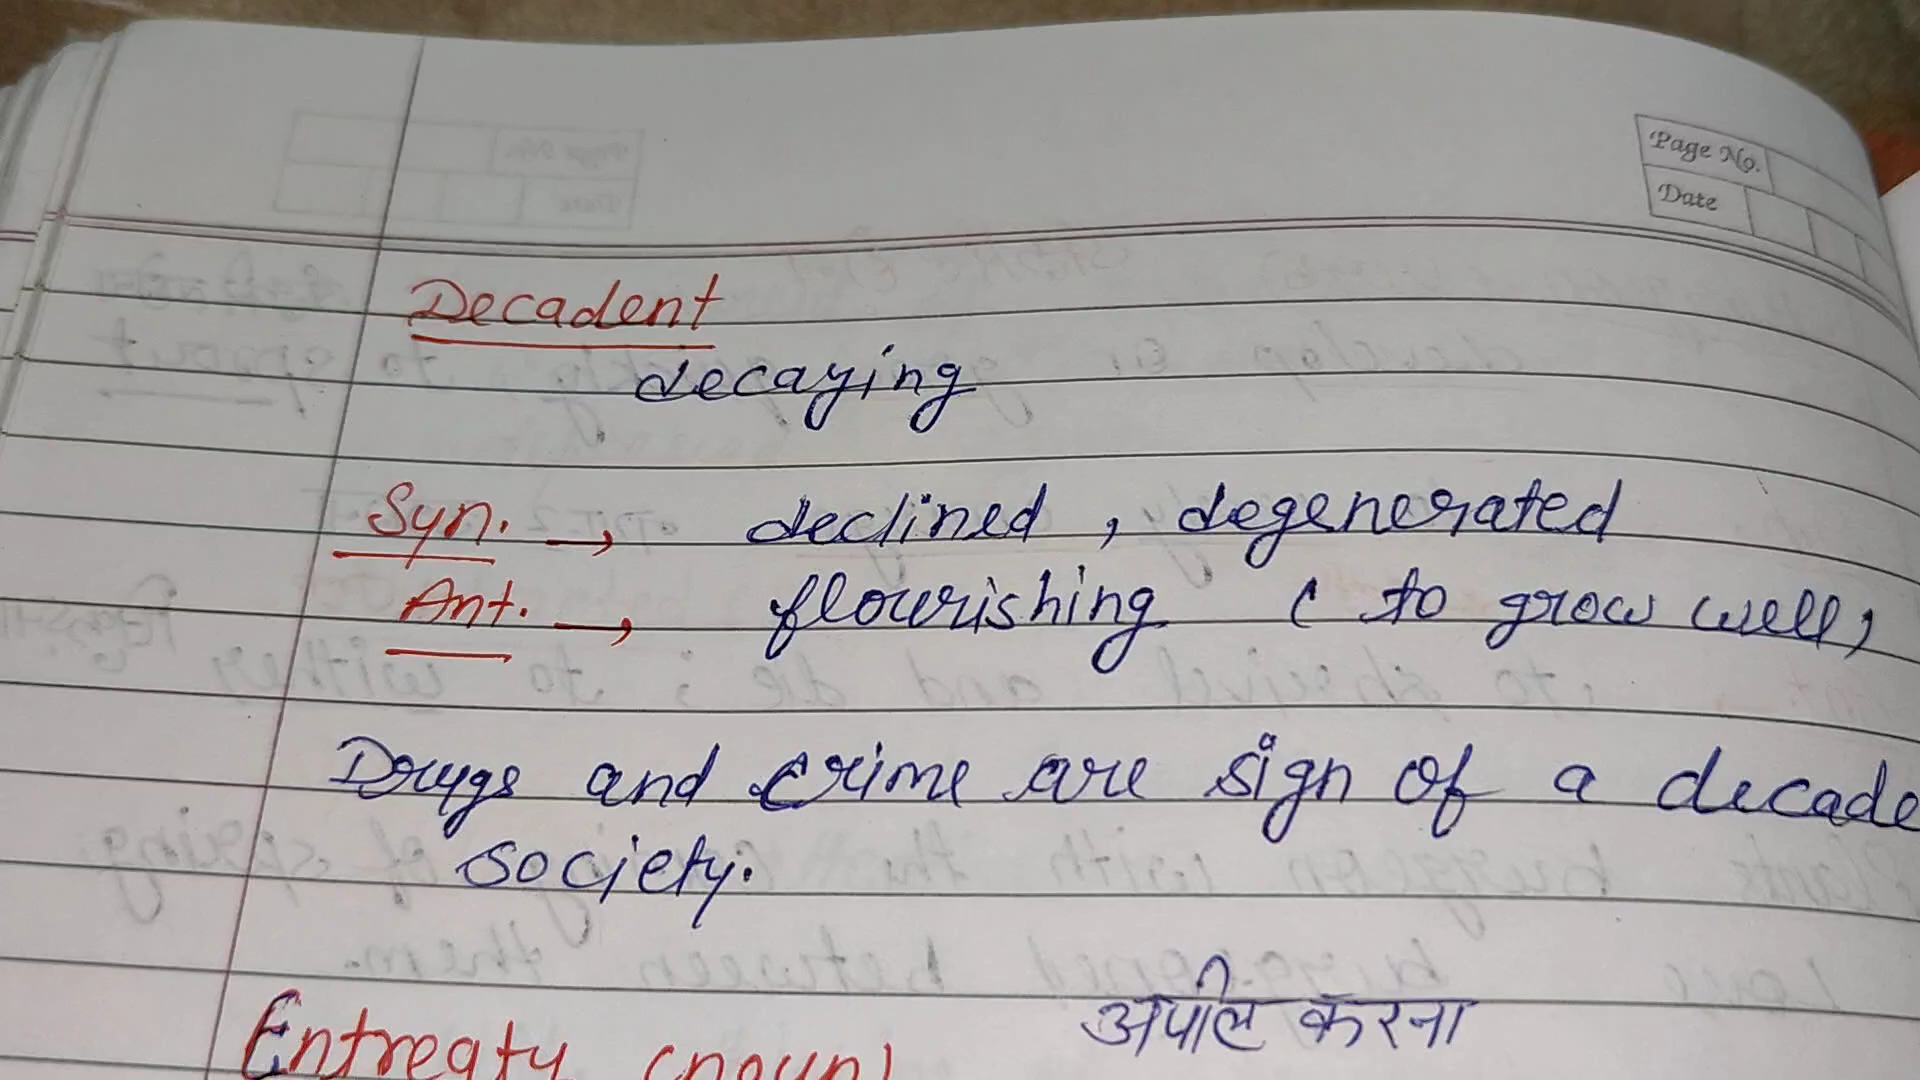 Page No.
Date
Decadent
decaying
Syn. → declined, degenerated
Ant. → flourishing ( to grow well,
Drugs and crime are sign of a decade
society.
अपील करना
Entreaty (noun)